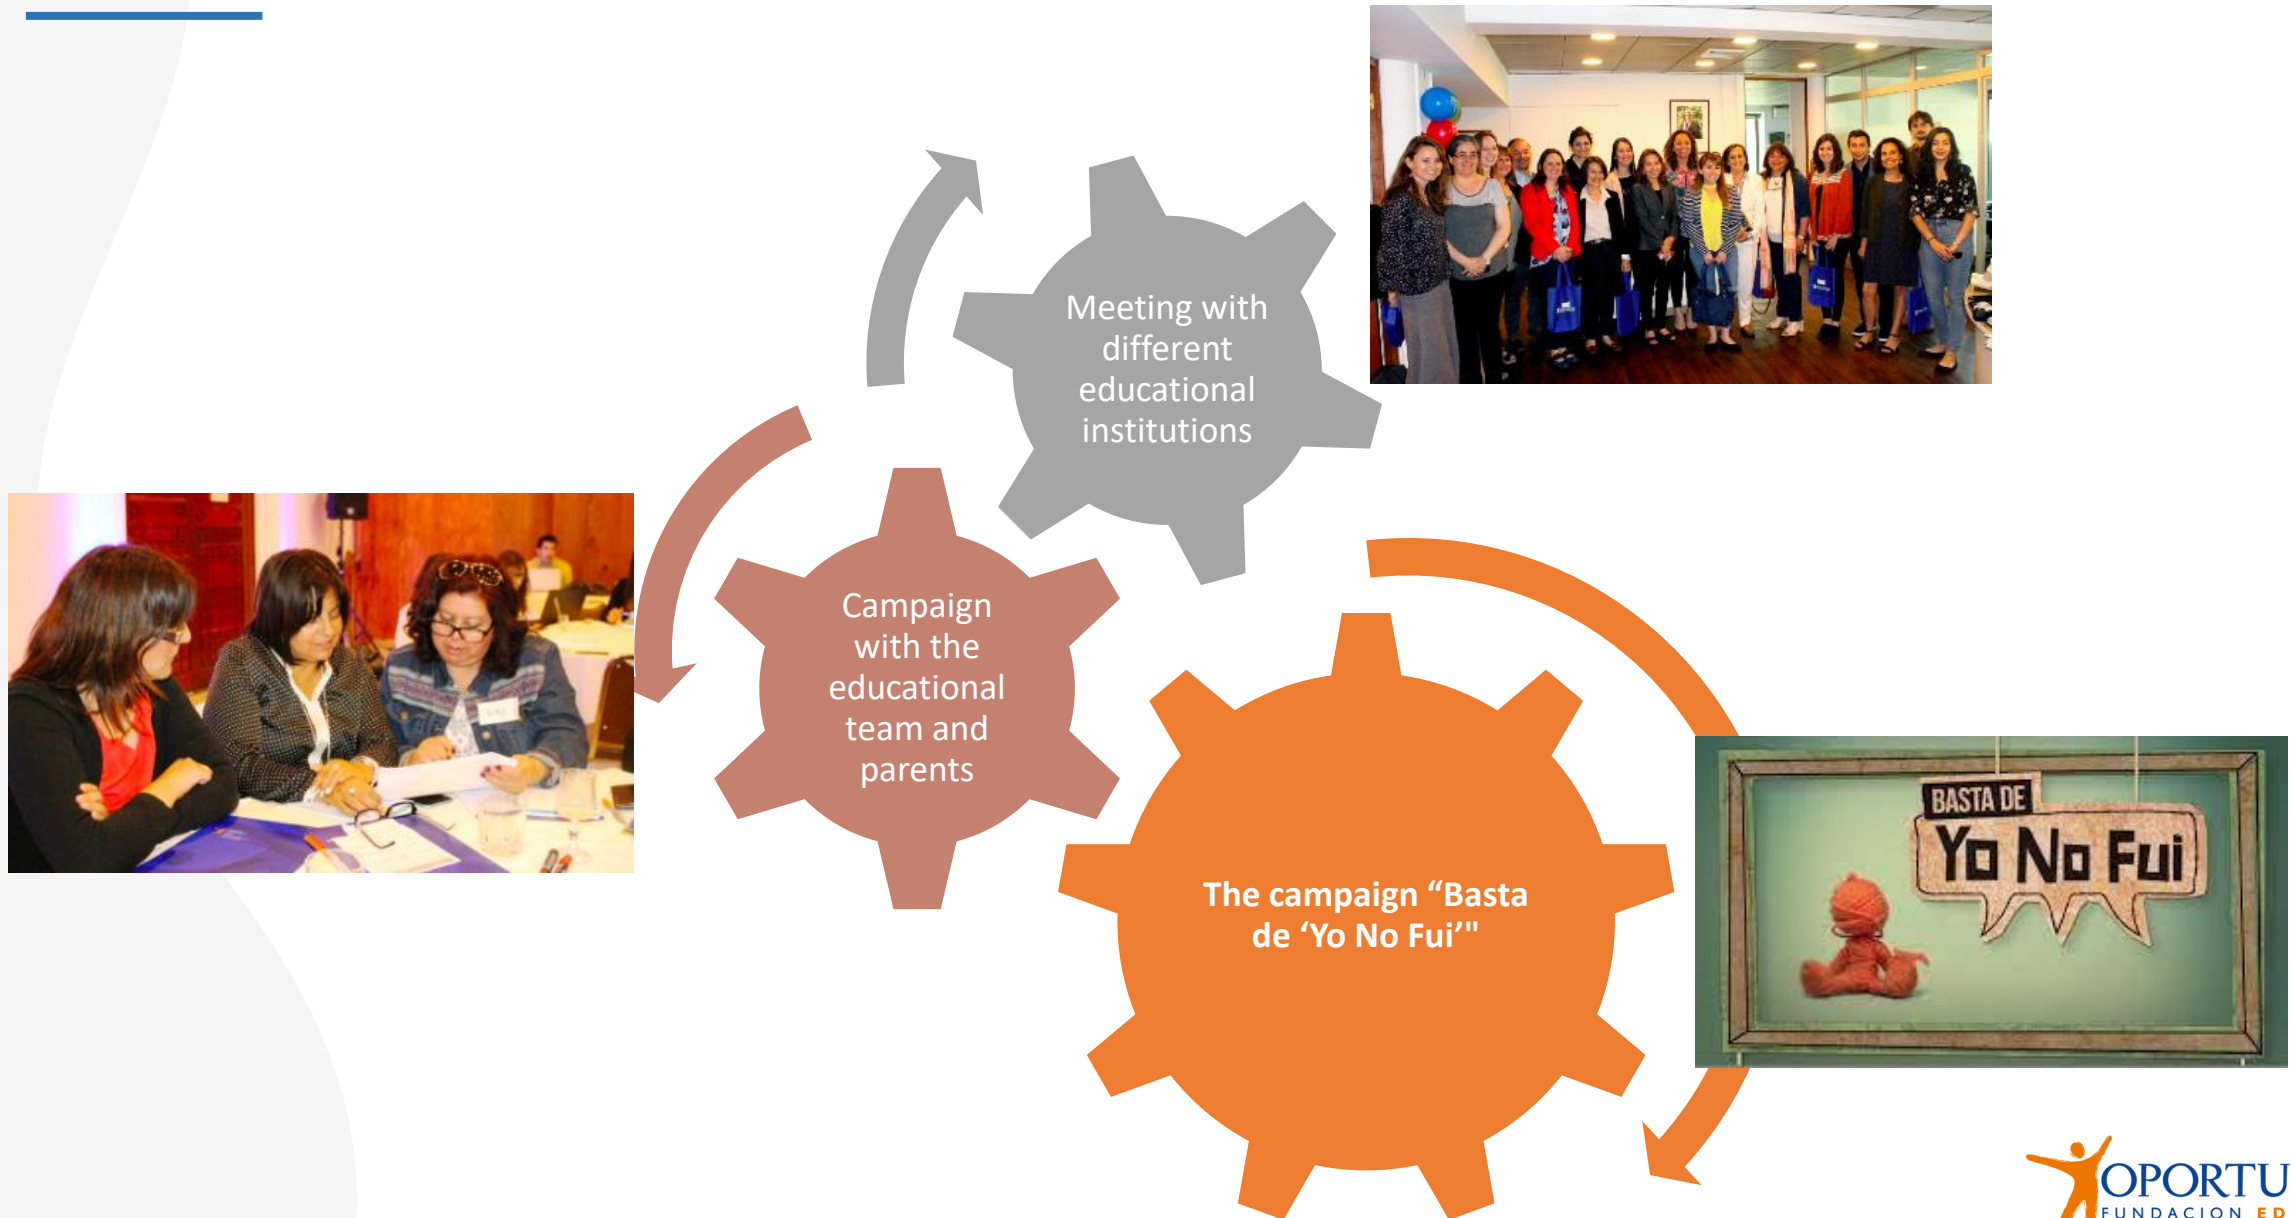 Meeting with
different
educational
institutions
Campaign
with the
educational
team and
parents
The campaign “Basta
de ‘Yo No Fui’"
BASTA DE
Yo No Fui
OPORTU
FUNDACION ED